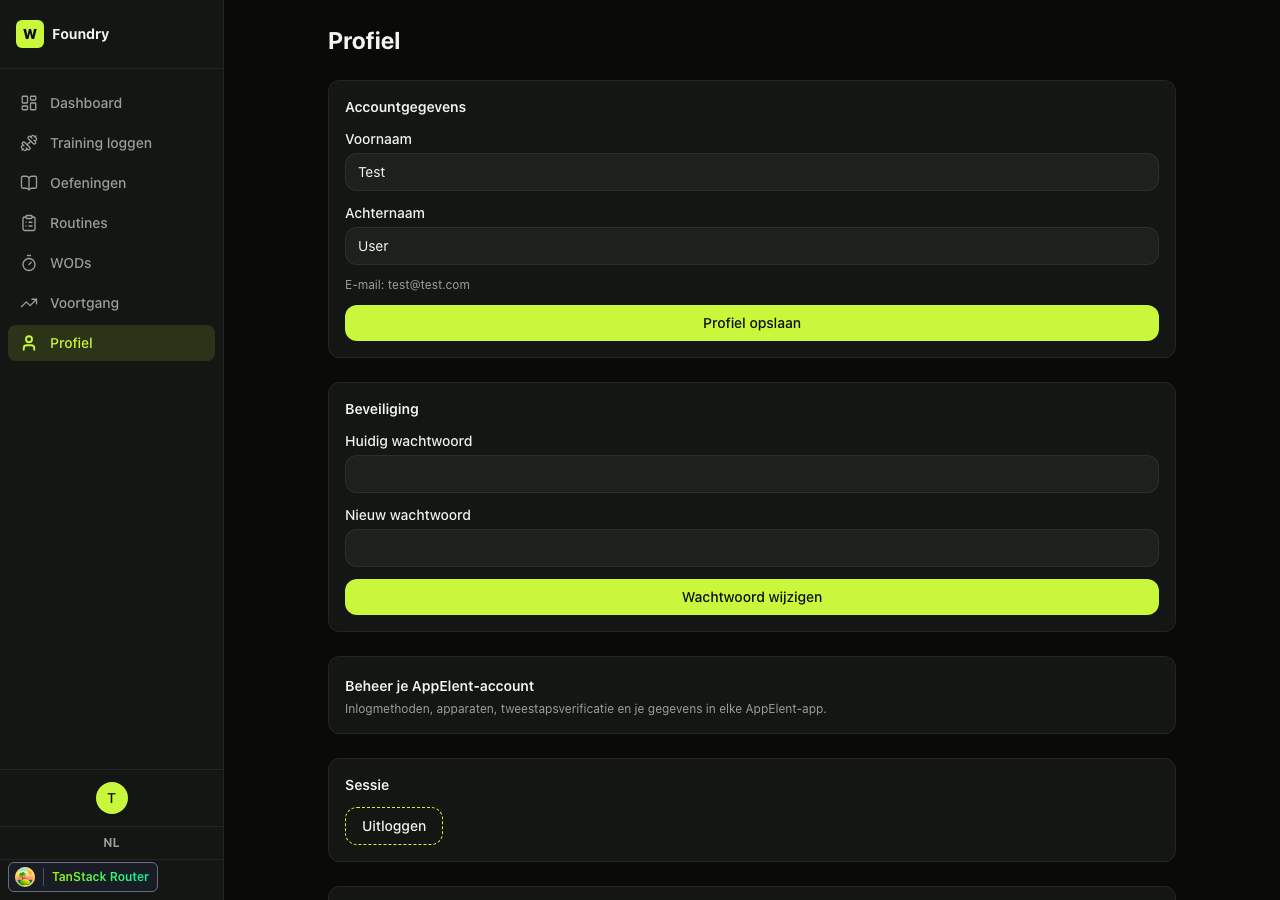 W Foundry
Dashboard
Training loggen
Oefeningen
Routines
WODs
Voortgang
Profiel
T
NL
TanStack Router
Profiel
Accountgegevens
Voornaam
Test
Achternaam
User
E-mail: test@test.com
Profiel opslaan
Beveiliging
Huidig wachtwoord
Nieuw wachtwoord
Wachtwoord wijzigen
Beheer je AppElent-account
Inlogmethoden, apparaten, tweestapsverificatie en je gegevens in elke AppElent-app.
Sessie
Uitloggen